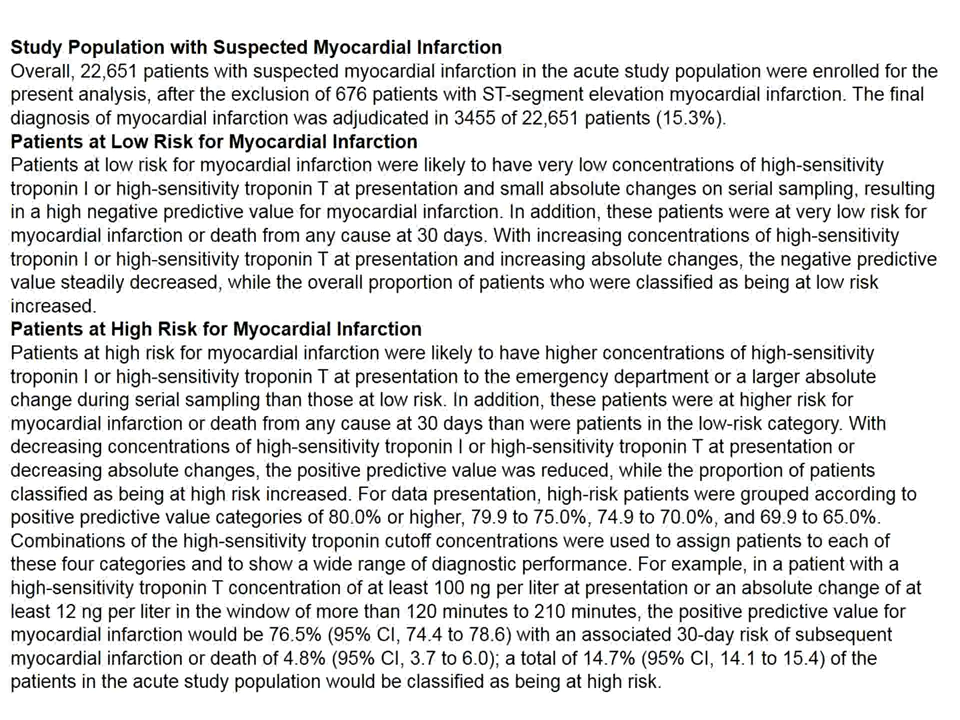 Study Population with Suspected Myocardial Infarction
Overall, 22,651 patients with suspected myocardial infarction in the acute study population were enrolled for the
present analysis, after the exclusion of 676 patients with ST-segment elevation myocardial infarction. The final
diagnosis of myocardial infarction was adjudicated in 3455 of 22,651 patients (15.3%).
Patients at Low Risk for Myocardial Infarction
Patients at low risk for myocardial infarction were likely to have very low concentrations of high-sensitivity
troponin I or high-sensitivity troponin T at presentation and small absolute changes on serial sampling, resulting
in a high negative predictive value for myocardial infarction. In addition, these patients were at very low risk for
myocardial infarction or death from any cause at 30 days. With increasing concentrations of high-sensitivity
troponin I or high-sensitivity troponin T at presentation and increasing absolute changes, the negative predictive
value steadily decreased, while the overall proportion of patients who were classified as being at low risk
increased.
Patients at High Risk for Myocardial Infarction
Patients at high risk for myocardial infarction were likely to have higher concentrations of high-sensitivity
troponin I or high-sensitivity troponin T at presentation to the emergency department or a larger absolute
change during serial sampling than those at low risk. In addition, these patients were at higher risk for
myocardial infarction or death from any cause at 30 days than were patients in the low-risk category. With
decreasing concentrations of high-sensitivity troponin I or high-sensitivity troponin T at presentation or
decreasing absolute changes, the positive predictive value was reduced, while the proportion of patients
classified as being at high risk increased. For data presentation, high-risk patients were grouped according to
positive predictive value categories of 80.0% or higher, 79.9 to 75.0%, 74.9 to 70.0%, and 69.9 to 65.0%.
Combinations of the high-sensitivity troponin cutoff concentrations were used to assign patients to each of
these four categories and to show a wide range of diagnostic performance. For example, in a patient with a
high-sensitivity troponin T concentration of at least 100 ng per liter at presentation or an absolute change of at
least 12 ng per liter in the window of more than 120 minutes to 210 minutes, the positive predictive value for
myocardial infarction would be 76.5% (95% CI, 74.4 to 78.6) with an associated 30-day risk of subsequent
myocardial infarction or death of 4.8% (95% CI, 3.7 to 6.0); a total of 14.7% (95% CI, 14.1 to 15.4) of the
patients in the acute study population would be classified as being at high risk.